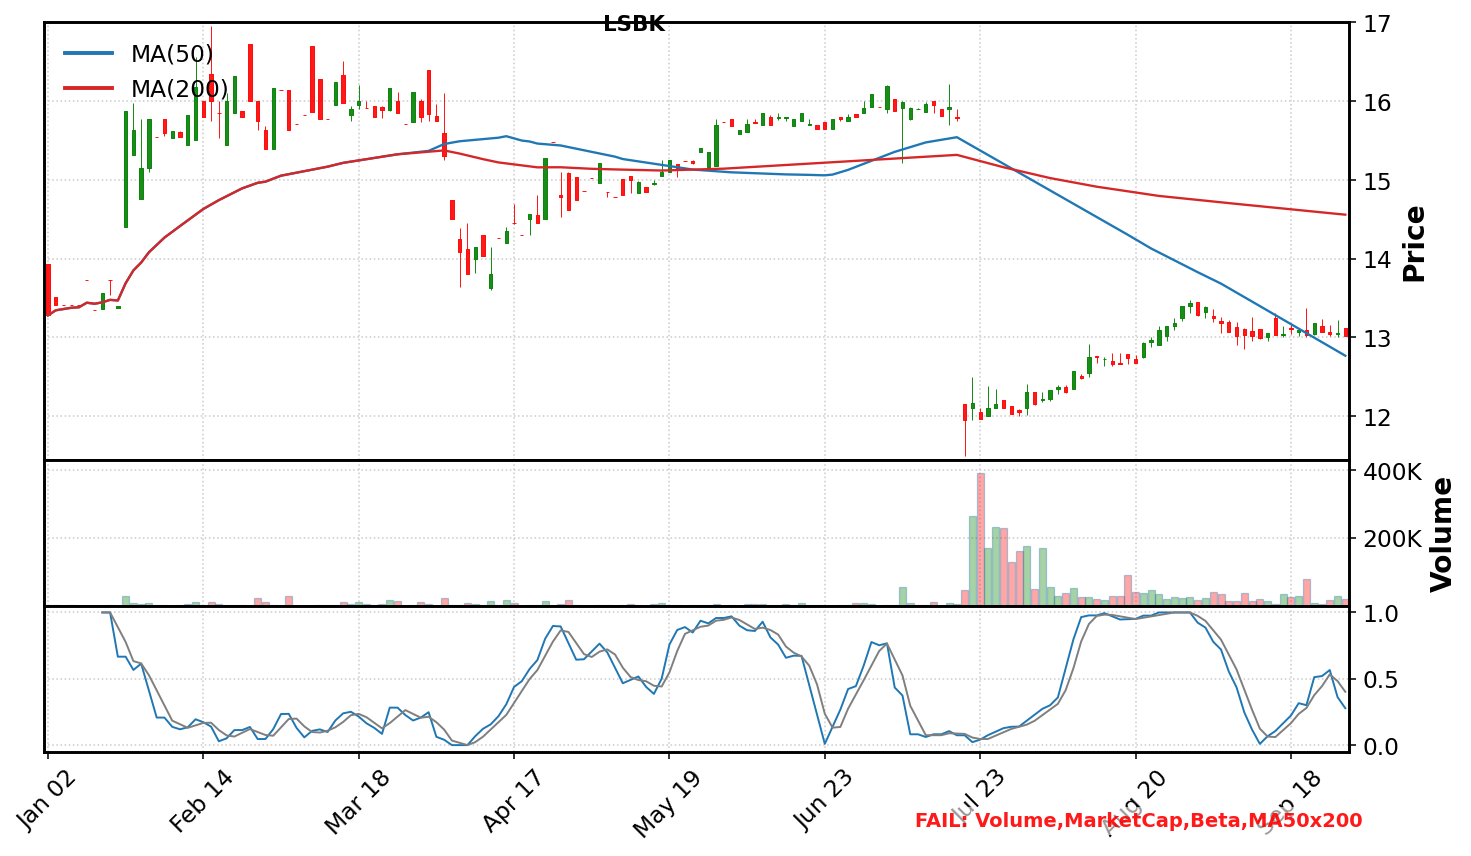 LSBK
MA(50)
MA(200)
17
16
15
14
13
12
Price
400K
200K
Volume
1.0
0.5
0.0
Jan 02
Feb 14
Mar 18
Apr 17
May 19
Jun 23
Jul 23
Aug 20
Sep 18
FAIL: Volume,MarketCap,Beta,MA50x200